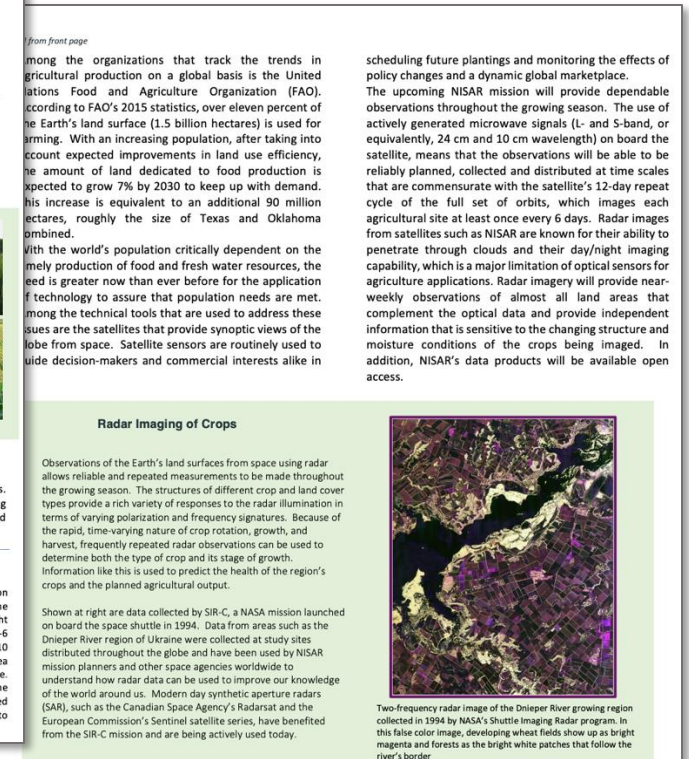 from front page
mong the organizations that track the trends in
gricultural production on a global basis is the United
ations Food and Agriculture Organization (FAO).
ccording to FAO's 2015 statistics, over eleven percent of
he Earth's land surface (1.5 billion hectares) is used for
arming. With an increasing population, after taking into
ccount expected improvements in land use efficiency,
he amount of land dedicated to food production is
xpected to grow 7% by 2030 to keep up with demand.
his increase is equivalent to an additional 90 million
ectares, roughly the size of Texas and Oklahoma
ombined.
With the world's population critically dependent on the
mely production of food and fresh water resources, the
eed is greater now than ever before for the application
f technology to assure that population needs are met.
mong the technical tools that are used to address these
sues are the satellites that provide synoptic views of the
lobe from space. Satellite sensors are routinely used to
uide decision-makers and commercial interests alike in
scheduling future plantings and monitoring the effects of
policy changes and a dynamic global marketplace.
The upcoming NISAR mission will provide dependable
observations throughout the growing season. The use of
actively generated microwave signals (L- and S-band, or
equivalently, 24 cm and 10 cm wavelength) on board the
satellite, means that the observations will be able to be
reliably planned, collected and distributed at time scales
that are commensurate with the satellite's 12-day repeat
cycle of the full set of orbits, which images each
agricultural site at least once every 6 days. Radar images
from satellites such as NISAR are known for their ability to
penetrate through clouds and their day/night imaging
capability, which is a major limitation of optical sensors for
agriculture applications. Radar imagery will provide near-
weekly observations of almost all land areas that
complement the optical data and provide independent
information that is sensitive to the changing structure and
moisture conditions of the crops being imaged. In
addition, NISAR's data products will be available open
access.
Radar Imaging of Crops
Observations of the Earth's land surfaces from space using radar
allows reliable and repeated measurements to be made throughout
the growing season. The structures of different crop and land cover
types provide a rich variety of responses to the radar illumination in
terms of varying polarization and frequency signatures. Because of
the rapid, time-varying nature of crop rotation, growth, and
harvest, frequently repeated radar observations can be used to
determine both the type of crop and its stage of growth.
Information like this is used to predict the health of the region's
crops and the planned agricultural output.
Shown at right are data collected by SIR-C, a NASA mission launched
on board the space shuttle in 1994. Data from areas such as the
Dnieper River region of Ukraine were collected at study sites
distributed throughout the globe and have been used by NISAR
mission planners and other space agencies worldwide to
understand how radar data can be used to improve our knowledge
of the world around us. Modern day synthetic aperture radars
(SAR), such as the Canadian Space Agency's Radarsat and the
European Commission's Sentinel satellite series, have benefited
from the SIR-C mission and are being actively used today.
Two-frequency radar image of the Dnieper River growing region
collected in 1994 by NASA's Shuttle Imaging Radar program. In
this false color image, developing wheat fields show up as bright
magenta and forests as the bright white patches that follow the
river's border